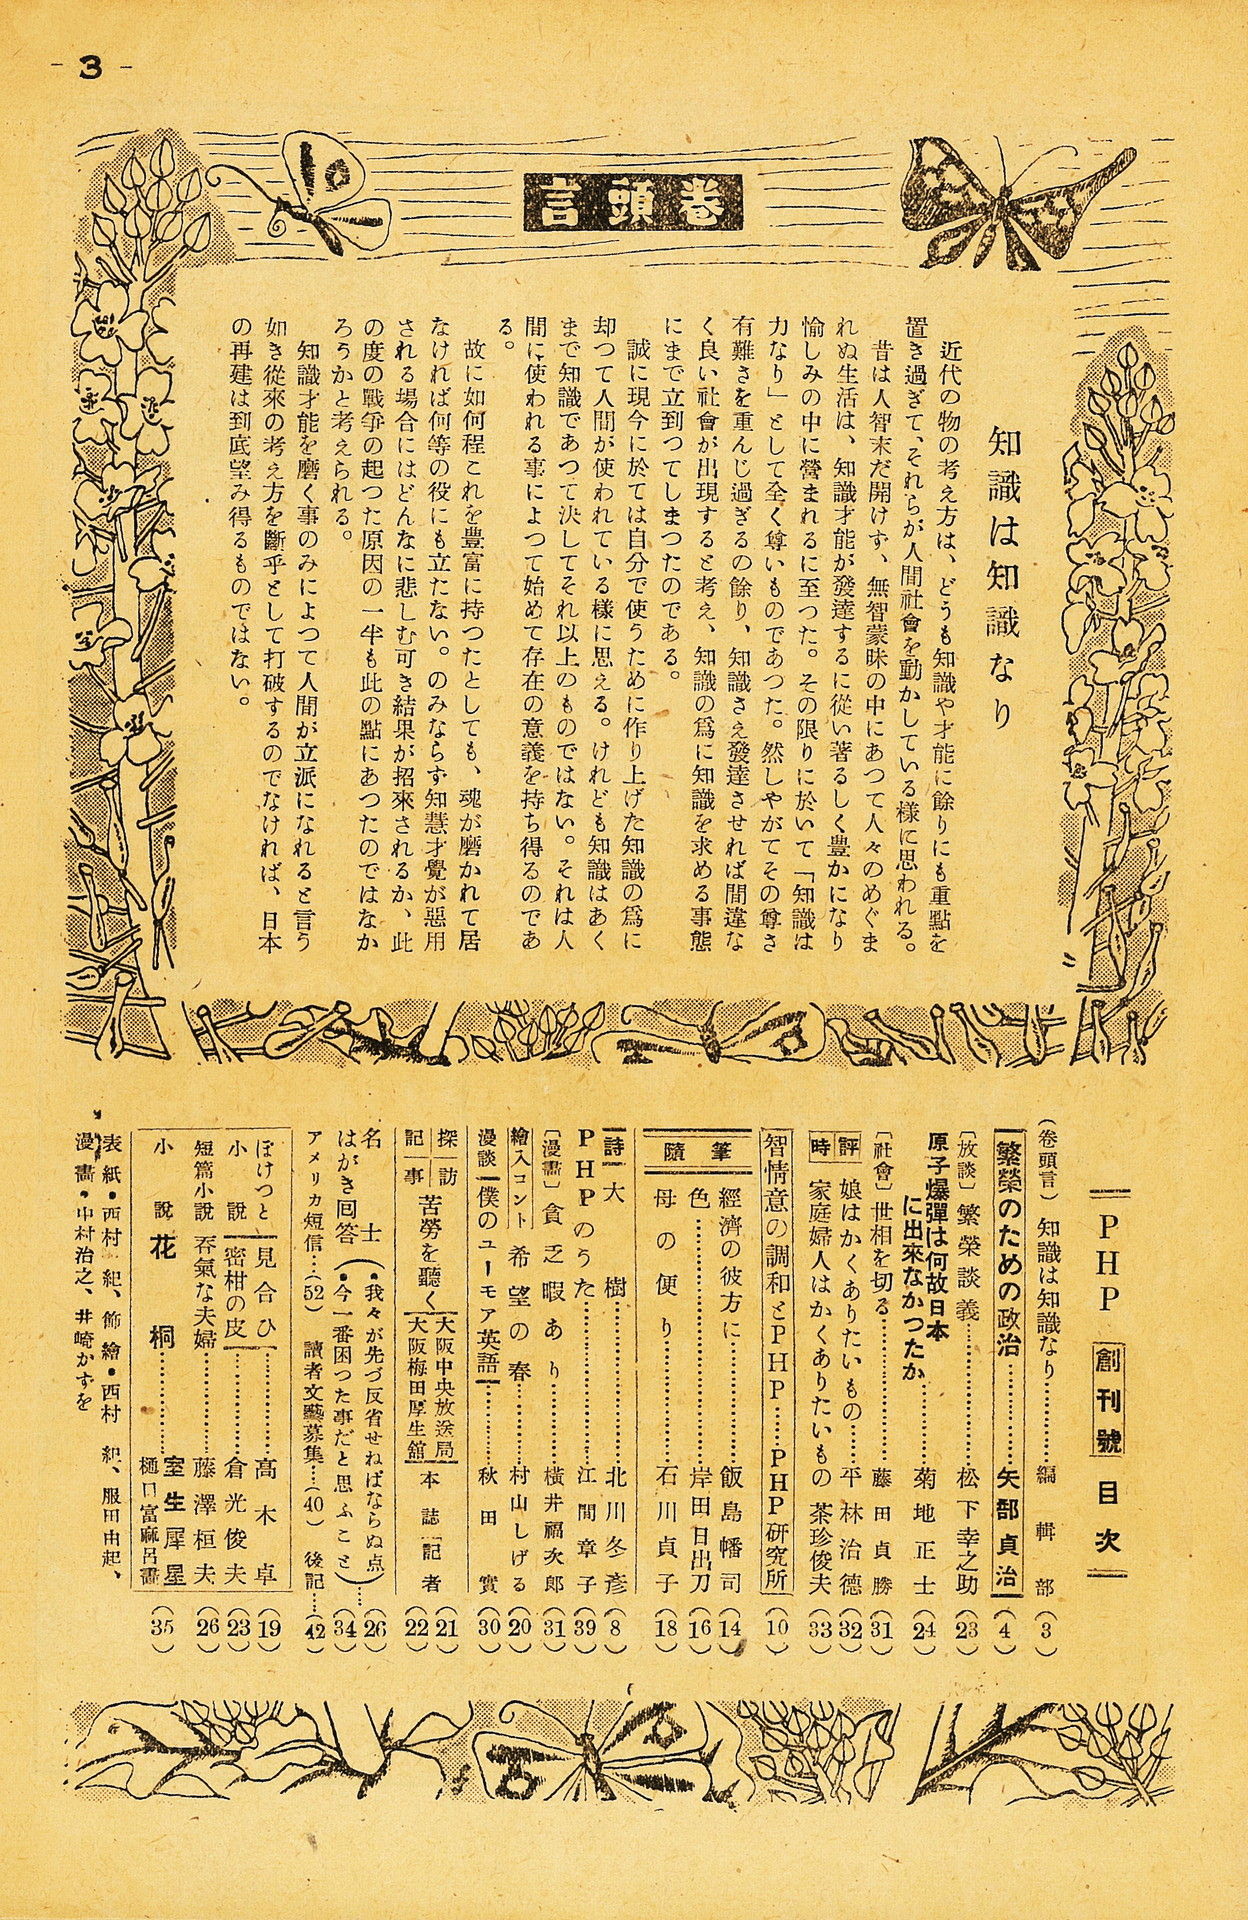 - 3 -
巻頭言
知識は知識なり
近代の物の考え方は、どうも知識や才能に餘りにも重點を
置き過ぎて、それらが人間社會を動かしている樣に思われる。
昔は人智未だ開けず、無智蒙昧の中にあつて人々のめぐま
れぬ生活は、知識才能が發達するに從い著るしく豊かになり
愉しみの中に營まれるに至つた。その限りに於いて「知識は
力なり」として全く尊いものであつた。然しやがてその尊さ
有難さを重んじ過ぎるの餘り、知識さえ發達させれば間違な
く良い社會が出現すると考え、知識の爲に知識を求める事態
にまで立到つてしまつたのである。
誠に現今に於ては自分で使うために作り上げた知識の爲に
却つて人間が使われている樣に思える。けれども知識はあく
まで知識であつて決してそれ以上のものではない。それは人
間に使われる事によつて始めて存在の意義を持ち得るのであ
る。
故に如何程これを豊富に持つたとしても、魂が磨かれて居
なければ何等の役にも立たない。のみならず知慧才覺が惡用
される場合にはどんなに悲しむ可き結果が招來されるか、此
の度の戰爭の起つた原因の一半も此の點にあつたのではなか
ろうかと考えられる。
知識才能を磨く事のみによつて人間が立派になれると言う
如き從來の考え方を斷乎として打破するのでなければ、日本
の再建は到底望み得るものではない。
PHP 創刊號 目次
(卷頭言) 知識は知識なり…………編輯部 (3)
繁榮のための政治…………矢部貞治 (4)
〔放談〕 繁榮談義…………松下幸之助 (23)
原子爆彈は何故日本
に出來なかつたか…………菊地正士 (24)
〔社會〕 世相を切る…………藤田貞勝 (31)
時評 娘はかくありたいもの……平林治德 (32)
家庭婦人はかくありたいもの 茶珍俊夫 (33)
智情意の調和とPHP……PHP研究所 (10)
隨筆
經濟の彼方に…………飯島幡司 (14)
色…………岸田日出刀 (16)
母の便り…………石川貞子 (18)
詩 大樹…………北川冬彥 (8)
PHPのうた…………江間章子 (39)
〔漫畵〕 貪乏暇あり…………橫井福次郎 (31)
繪入コント 希望の春…………村山しげる (20)
漫談 僕のユーモア英語…………秋田實 (30)
探訪記事 苦勞を聽く 大阪中央放送局 大阪梅田厚生館 本誌記者 (21) (22)
名士はがき回答 (•我々が先づ反省せねばならぬ点)…… (26)
(•今一番困つた事だと思ふこと) (34)
アメリカ短信…(52) 讀者文藝募集…(40) 後記…… (42)
ぽけつと小說 見合ひ…………高木卓 (19)
密柑の皮…………倉光俊夫 (23)
短篇小說 呑氣な夫婦…………藤澤桓夫 (26)
小說 花桐…………室生犀星 樋口富麻呂畵 (35)
表紙•西村 紀、飾繪•西村 紀、服田由起、
漫畵•中村治之、井崎かずを